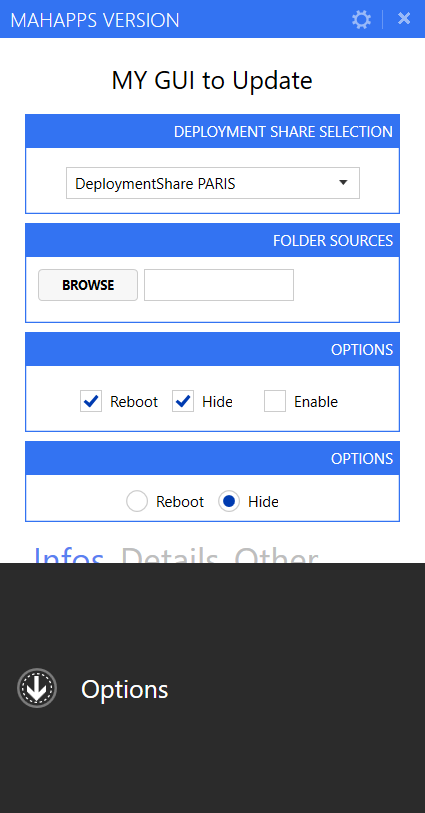 MAHAPPS VERSION
MY GUI to Update
DEPLOYMENT SHARE SELECTION
DeploymentShare PARIS
FOLDER SOURCES
BROWSE
OPTIONS
Reboot Hide Enable
OPTIONS
Reboot Hide
Infos Details Other
Options